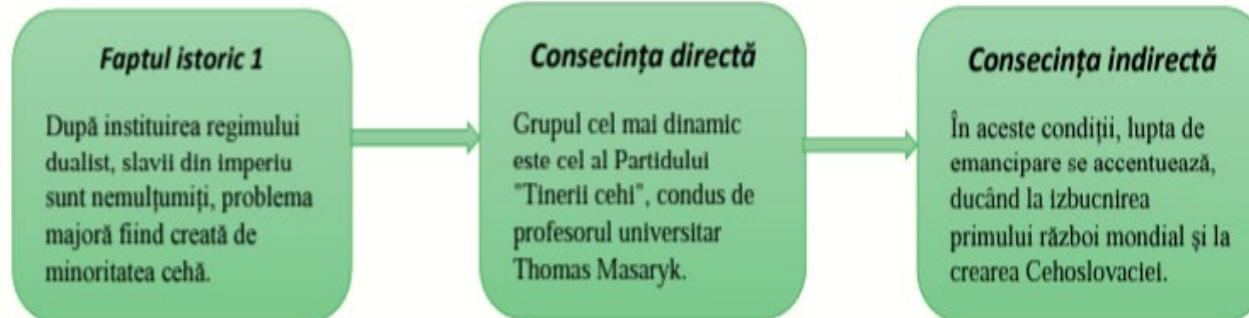 Faptul istoric 1
După instituirea regimului
dualist, slavii din imperiu
sunt nemulțumiți, problema
majoră fiind creată de
minoritatea cehă.
Consecința directă
Grupul cel mai dinamic
este cel al Partidului
"Tinerii cehi", condus de
profesorul universitar
Thomas Masaryk.
Consecința indirectă
În aceste condiții, lupta de
emancipare se accentuează,
ducând la izbucnirea
primului război mondial și la
crearea Cehoslovaciei.